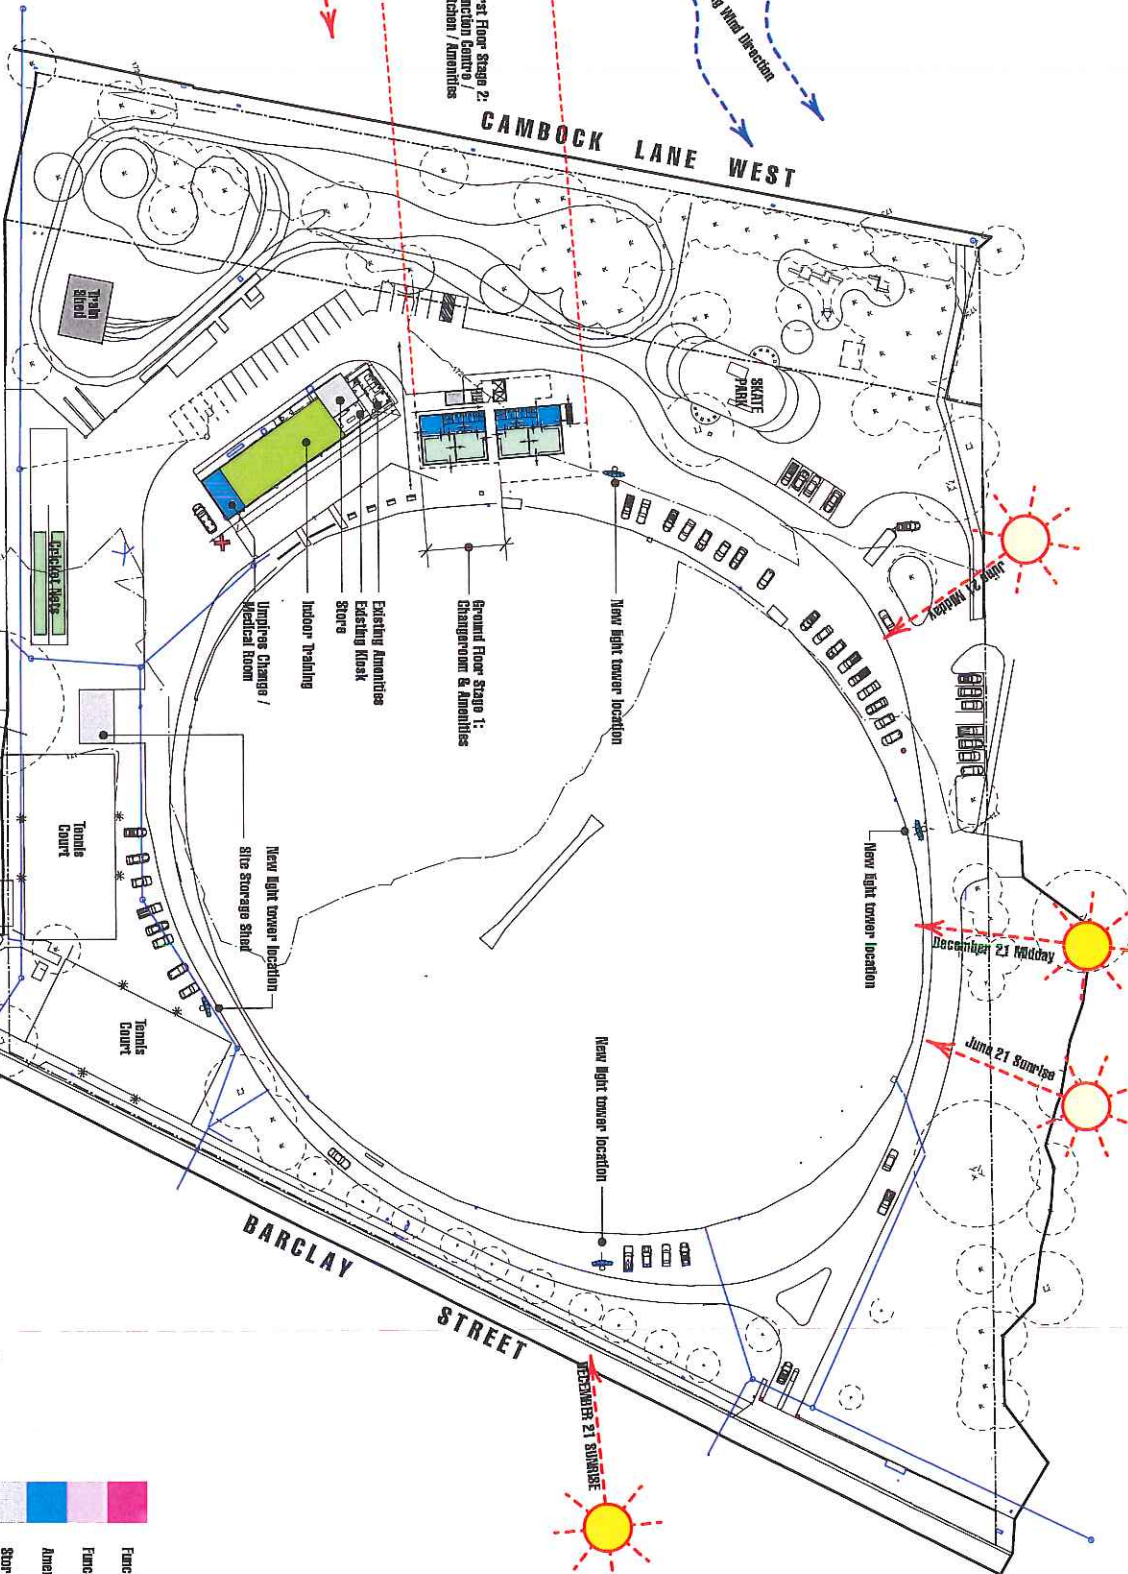 rst Floor Stage 2:
nction Centre /
tchen / Amenities
g Wind Direction
CAMBOCK LANE WEST
Train
Shed
SKATE
PARK
June 21 Midday
Cricket Nets
Umpires Change /
Medical Room
Indoor Training
Store
Existing Kiosk
Existing Amenities
Ground Floor Stage 1:
Changeroom & Amenities
New light tower location
New light tower location
December 21 Midday
June 21 Sunrise
Tennis
Court
Site Storage Shed
New light tower location
Tennis
Court
New light tower location
BARCLAY STREET
DECEMBER 21 SUNRISE
Func
Func
Amen
Stor